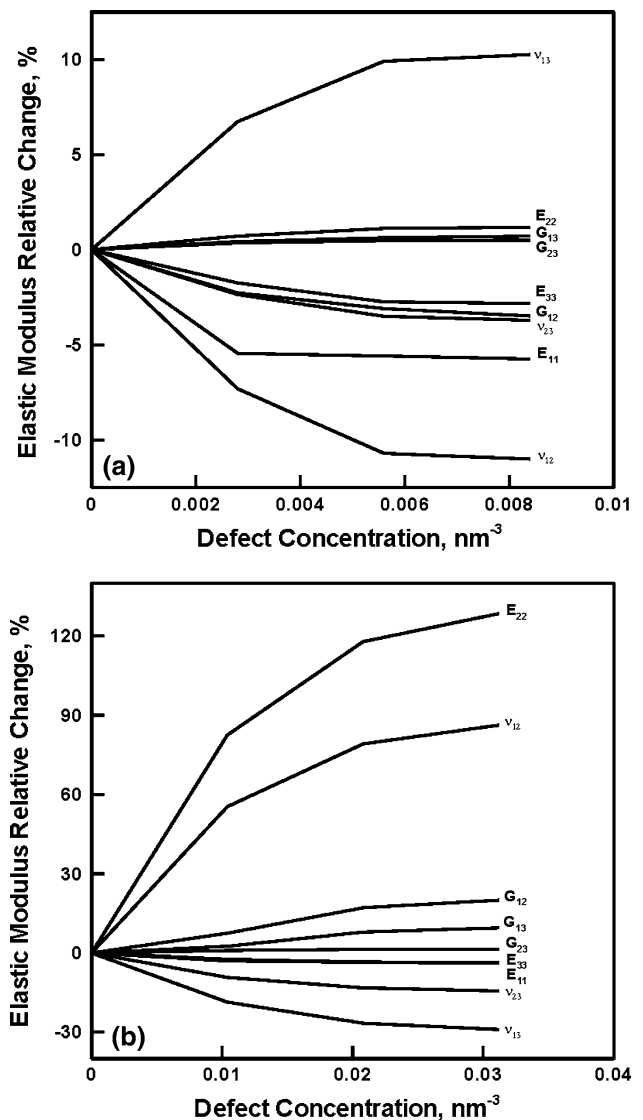 Elastic Modulus Relative Change, %
10
5
0
-5
-10
ν13
E22
G13
G23
E33
G12
ν23
E11
ν12
(a)
0
0.002
0.004
0.006
0.008
0.01
Defect Concentration, nm-3
Elastic Modulus Relative Change, %
120
90
60
30
0
-30
E22
ν12
G12
G13
G23
E33
E11
ν23
ν13
(b)
0
0.01
0.02
0.03
0.04
Defect Concentration, nm-3